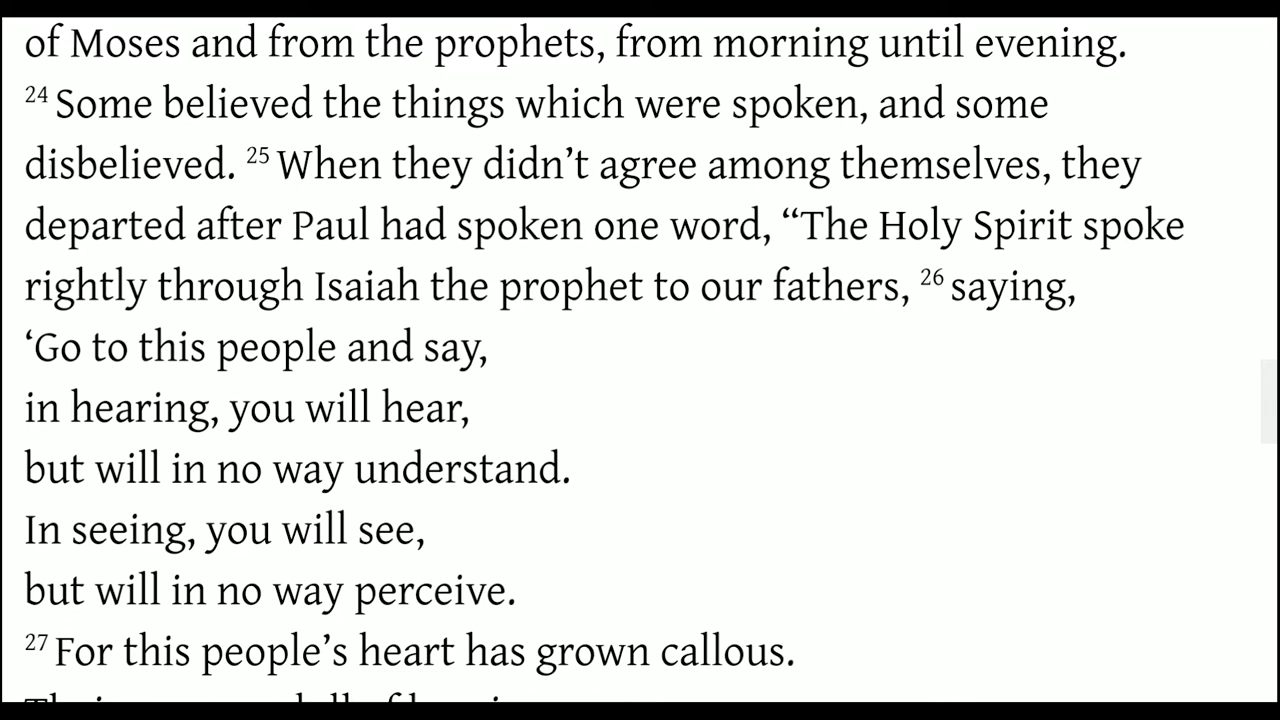 of Moses and from the prophets, from morning until evening.
24 Some believed the things which were spoken, and some
disbelieved. 25 When they didn’t agree among themselves, they
departed after Paul had spoken one word, “The Holy Spirit spoke
rightly through Isaiah the prophet to our fathers, 26 saying,
‘Go to this people and say,
in hearing, you will hear,
but will in no way understand.
In seeing, you will see,
but will in no way perceive.
27 For this people’s heart has grown callous.